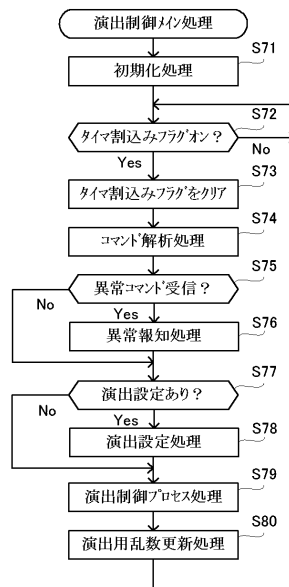 演出制御メイン処理
S71
初期化処理
S72
タイマ割込みフラグオン？
No
Yes
S73
タイマ割込みフラグをクリア
S74
コマンド解析処理
S75
異常コマンド受信？
No
Yes
S76
異常報知処理
S77
演出設定あり？
No
Yes
S78
演出設定処理
S79
演出制御プロセス処理
S80
演出用乱数更新処理